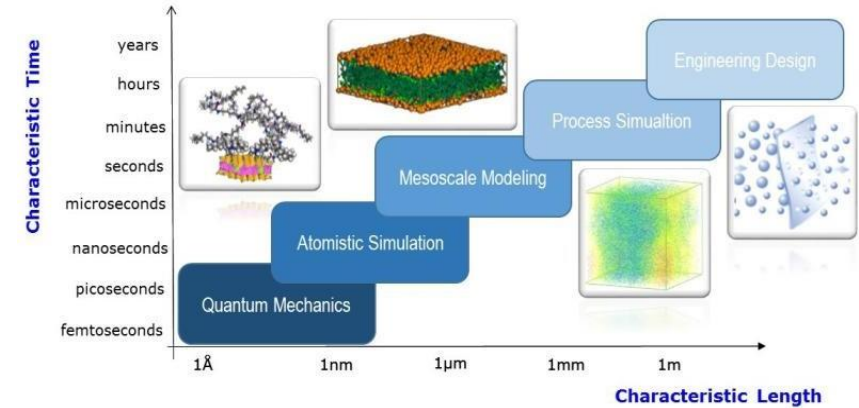 Characteristic Time
years
hours
minutes
seconds
microseconds
nanoseconds
picoseconds
femtoseconds
Engineering Design
Process Simualtion
Mesoscale Modeling
Atomistic Simulation
Quantum Mechanics
1Å 1nm 1μm 1mm 1m
Characteristic Length